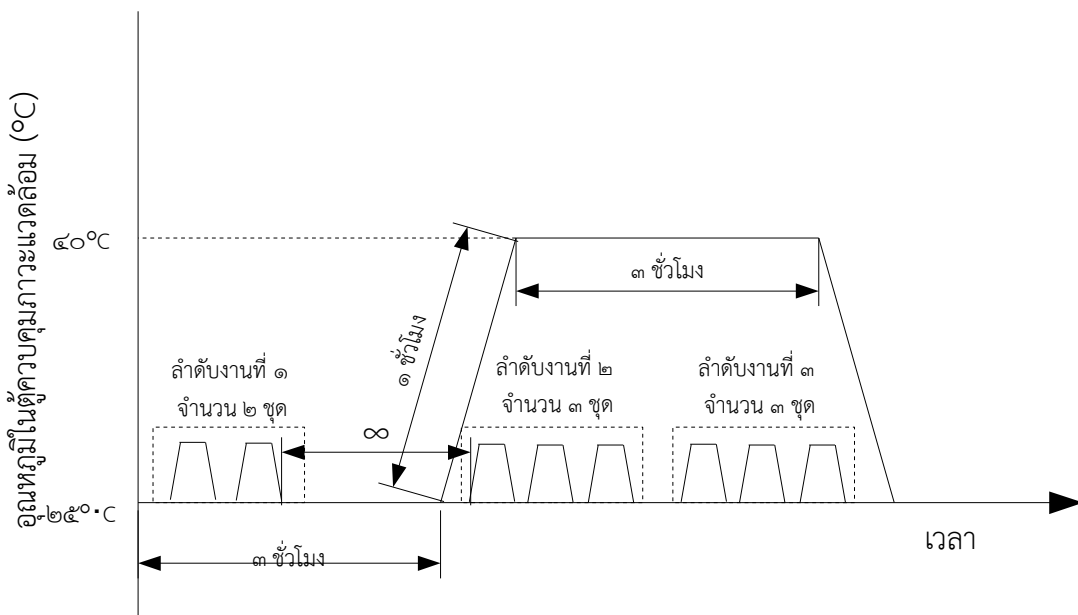 อุณหภูมิในตู้ควบคุมภาวะแวดล้อม (°C)
๔๐°C
๓ ชั่วโมง
๑ ชั่วโมง
ลำดับงานที่ ๑
จำนวน ๒ ชุด
ลำดับงานที่ ๒
จำนวน ๓ ชุด
ลำดับงานที่ ๓
จำนวน ๓ ชุด
∞
-๒๕°C
เวลา
๓ ชั่วโมง